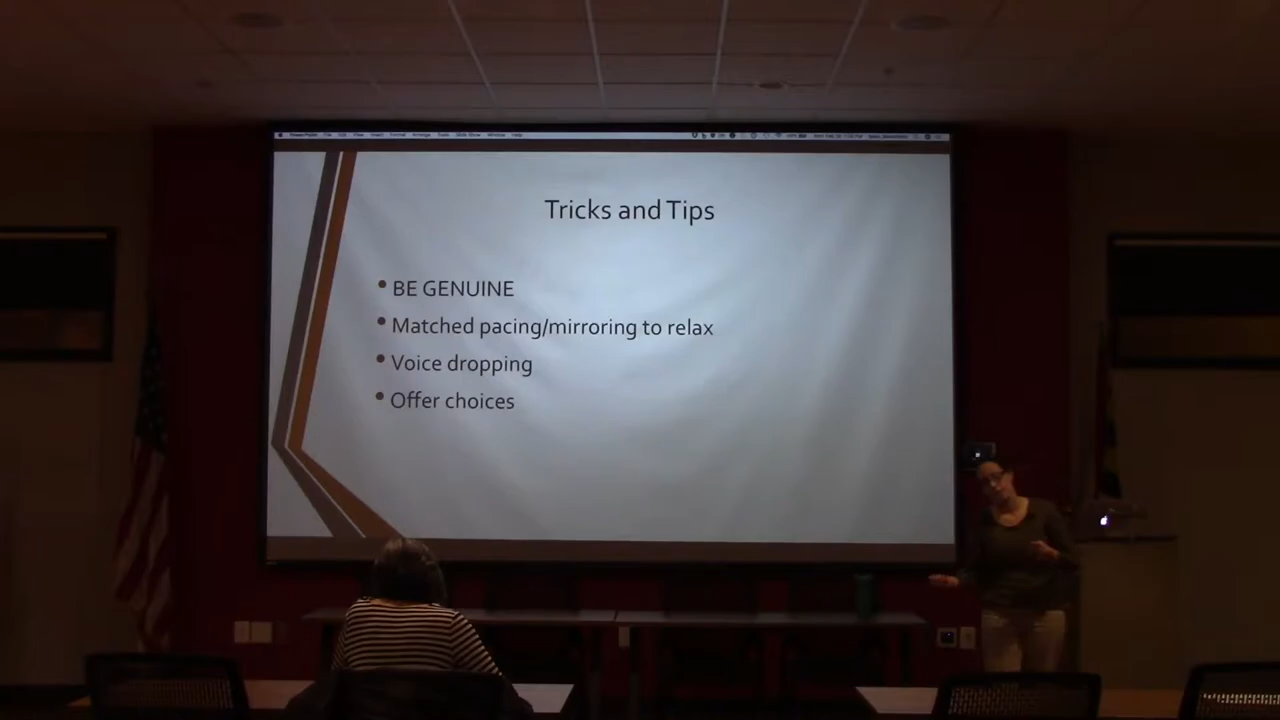 Tricks and Tips
• BE GENUINE
• Matched pacing/mirroring to relax
• Voice dropping
• Offer choices